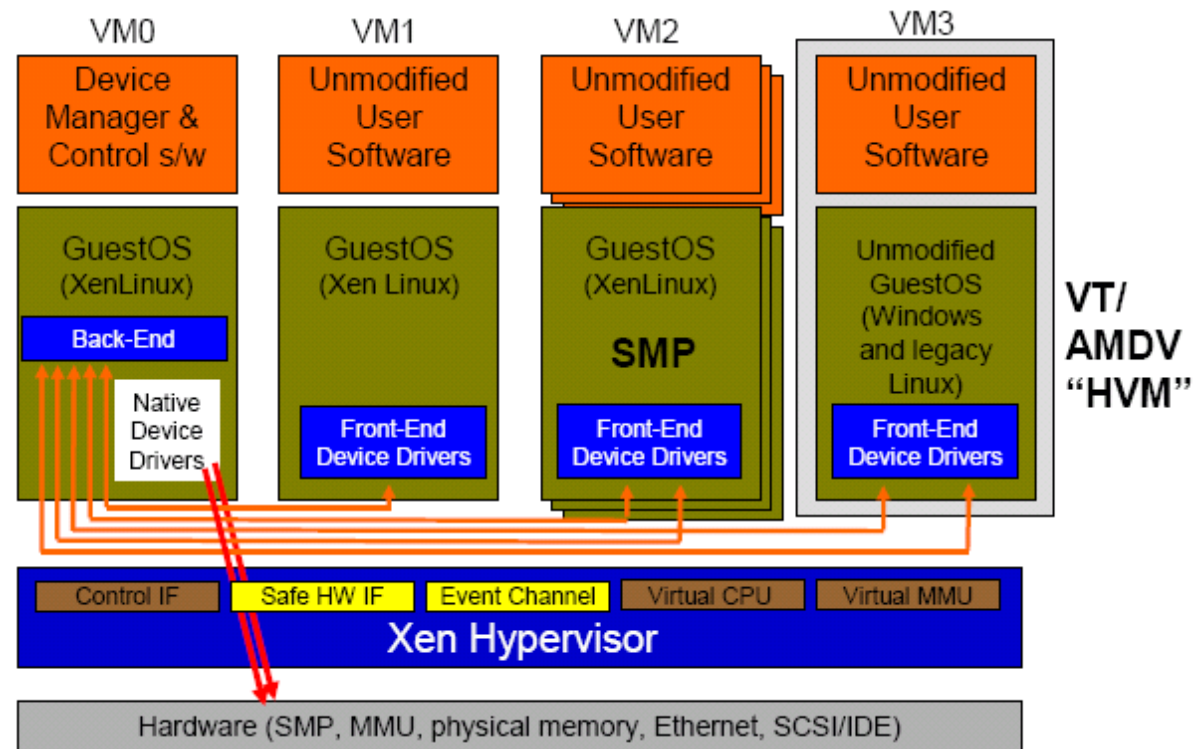 VM0
VM1
VM2
VM3
Device
Manager &
Control s/w
Unmodified
User
Software
Unmodified
User
Software
Unmodified
User
Software
GuestOS
(XenLinux)
Back-End
Native
Device
Drivers
GuestOS
(Xen Linux)
Front-End
Device Drivers
GuestOS
(XenLinux)
SMP
Front-End
Device Drivers
Unmodified
GuestOS
(Windows
and legacy
Linux)
Front-End
Device Drivers
VT/
AMDV
“HVM”
Control IF
Safe HW IF
Event Channel
Virtual CPU
Virtual MMU
Xen Hypervisor
Hardware (SMP, MMU, physical memory, Ethernet, SCSI/IDE)